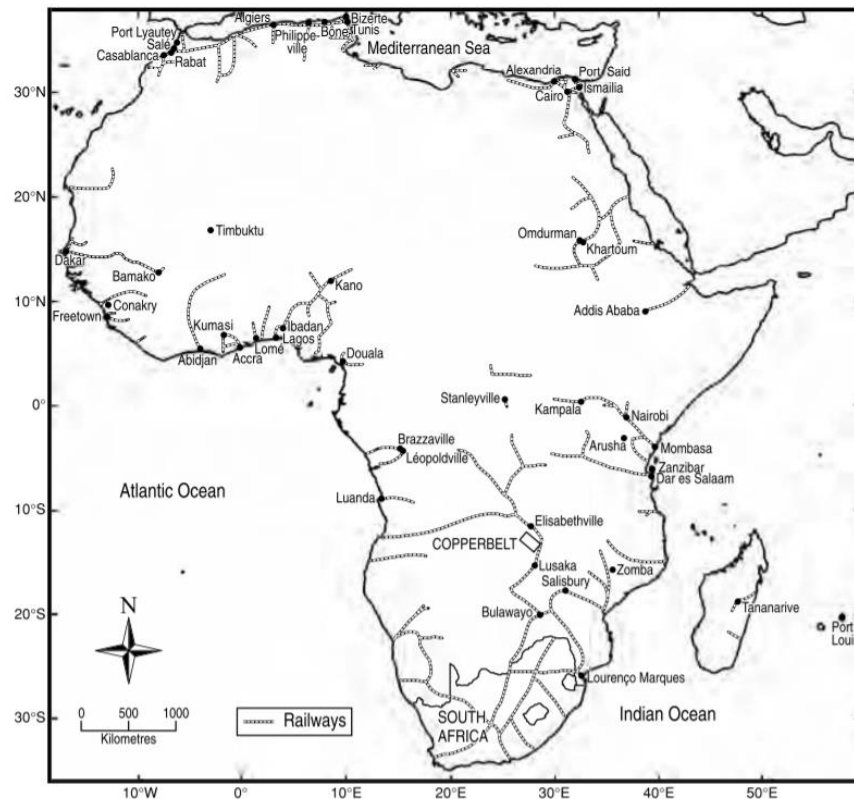 Algiers
Bizerte
Port Lyautey
Philippe-
ville
Bône
Tunis
Salé
Mediterranean Sea
Casablanca
Rabat
Alexandria
Port Said
Cairo
Ismailia
30°N
20°N
Timbuktu
Omdurman
Khartoum
Dakar
Bamako
Kano
10°N
Conakry
Freetown
Addis Ababa
Kumasi
Ibadan
Lagos
Lomé
Abidjan
Accra
Douala
0°
Stanleyville
Kampala
Nairobi
Brazzaville
Arusha
Mombasa
Léopoldville
Zanzibar
Dar es Salaam
Atlantic Ocean
10°S
Luanda
Elisabethville
COPPERBELT
Lusaka
Zomba
Salisbury
N
20°S
Bulawayo
Tananarive
Port
Loui
Lourenço Marques
0 500 1000
Kilometres
Railways
SOUTH
AFRICA
Indian Ocean
30°S
10°W
0°
10°E
20°E
30°E
40°E
50°E